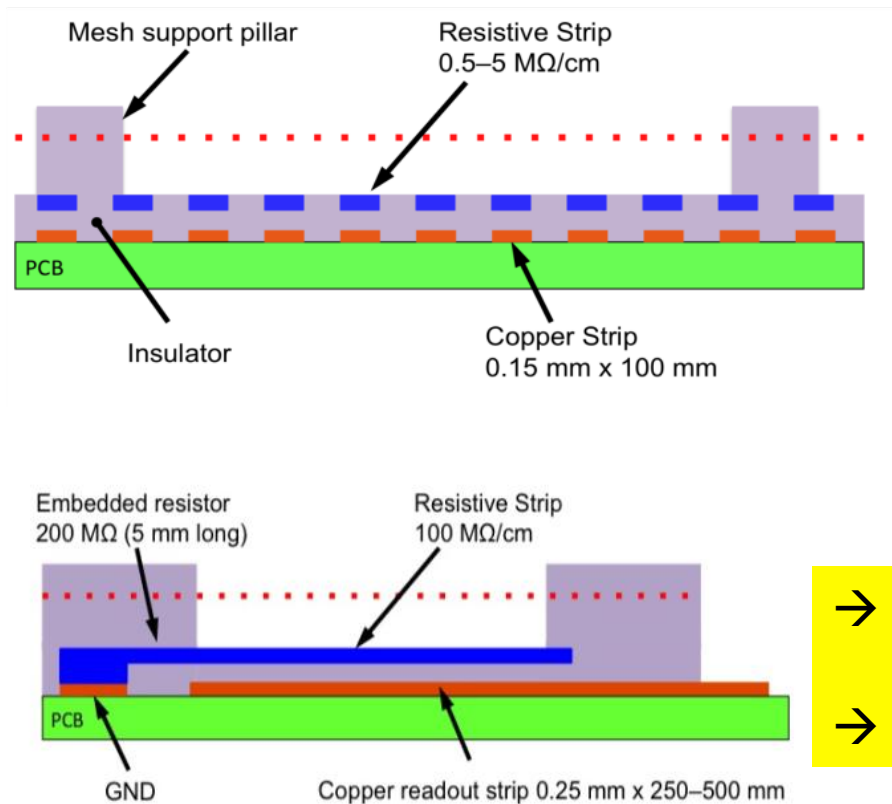 Mesh support pillar
Resistive Strip
0.5–5 MΩ/cm
PCB
Insulator
Copper Strip
0.15 mm x 100 mm
Embedded resistor
200 MΩ (5 mm long)
Resistive Strip
100 MΩ/cm
→
→
PCB
GND
Copper readout strip 0.25 mm x 250–500 mm